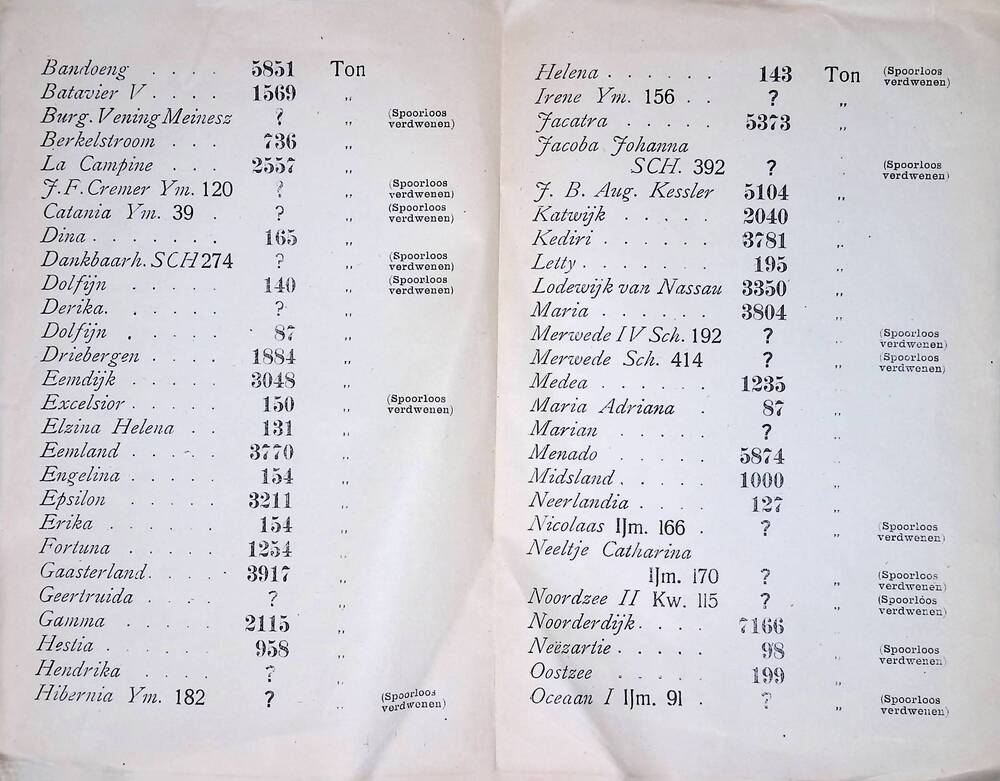 Bandoeng . . . . 5851 Ton
Batavier V . . . . 1569 „
Burg. Vening Meinesz ? „ (Spoorloos verdwenen)
Berkelstroom . . . 736 „
La Campine . . . 2557 „
J. F. Cremer Ym. 120 ? „ (Spoorloos verdwenen)
Catania Ym. 39 . ? „ (Spoorloos verdwenen)
Dina . . . . . . . 165 „
Dankbaarh. SCH 274 ? „ (Spoorloos verdwenen)
Dolfijn . . . . . 140 „ (Spoorloos verdwenen)
Derika. . . . . . ? „
Dolfijn . . . . . 87 „
Driebergen . . . . 1884 „
Eemdijk . . . . . 3048 „
Excelsior . . . . . 150 „ (Spoorloos verdwenen)
Elzina Helena . . 131 „
Eemland . . . . . 3770 „
Engelina . . . . . 154 „
Epsilon . . . . . 3211 „
Erika . . . . . . 154 „
Fortuna . . . . . 1254 „
Gaasterland. . . . . 3917 „
Geertruida . . . . ? „
Gamma . . . . . 2115 „
Hestia . . . . . . 958 „
Hendrika . . . . ? „
Hibernia Ym. 182 ? „ (Spoorloos verdwenen)
Helena . . . . . . 143 Ton (Spoorloos verdwenen)
Irene Ym. 156 . . ? „
Jacatra . . . . . 5373 „
Jacoba Johanna
SCH. 392 ? „ (Spoorloos verdwenen)
J. B. Aug. Kessler 5104 „
Katwijk . . . . . 2040 „
Kediri . . . . . . 3781 „
Letty . . . . . . . 195 „
Lodewijk van Nassau 3350 „
Maria . . . . . . 3804 „
Merwede IV Sch. 192 ? „ (Spoorloos verdwenen)
Merwede Sch. 414 ? „ (Spoorloos verdwenen)
Medea . . . . . . 1235 „
Maria Adriana . 87 „
Marian . . . . . ? „
Menado . . . . . 5874 „
Midsland . . . . . 1000 „
Neerlandia . . . . 127 „
Nicolaas IJm. 166 . ? „ (Spoorloos verdwenen)
Neeltje Catharina
IJm. 170 ? „ (Spoorloos verdwenen)
Noordzee II Kw. 115 ? „ (Spoorloos verdwenen)
Noorderdijk. . . . 7166 „
Neëzartie . . . . . 98 „ (Spoorloos verdwenen)
Oostzee . . . . . 199 „
Oceaan I IJm. 91 . ? „ (Spoorloos verdwenen)